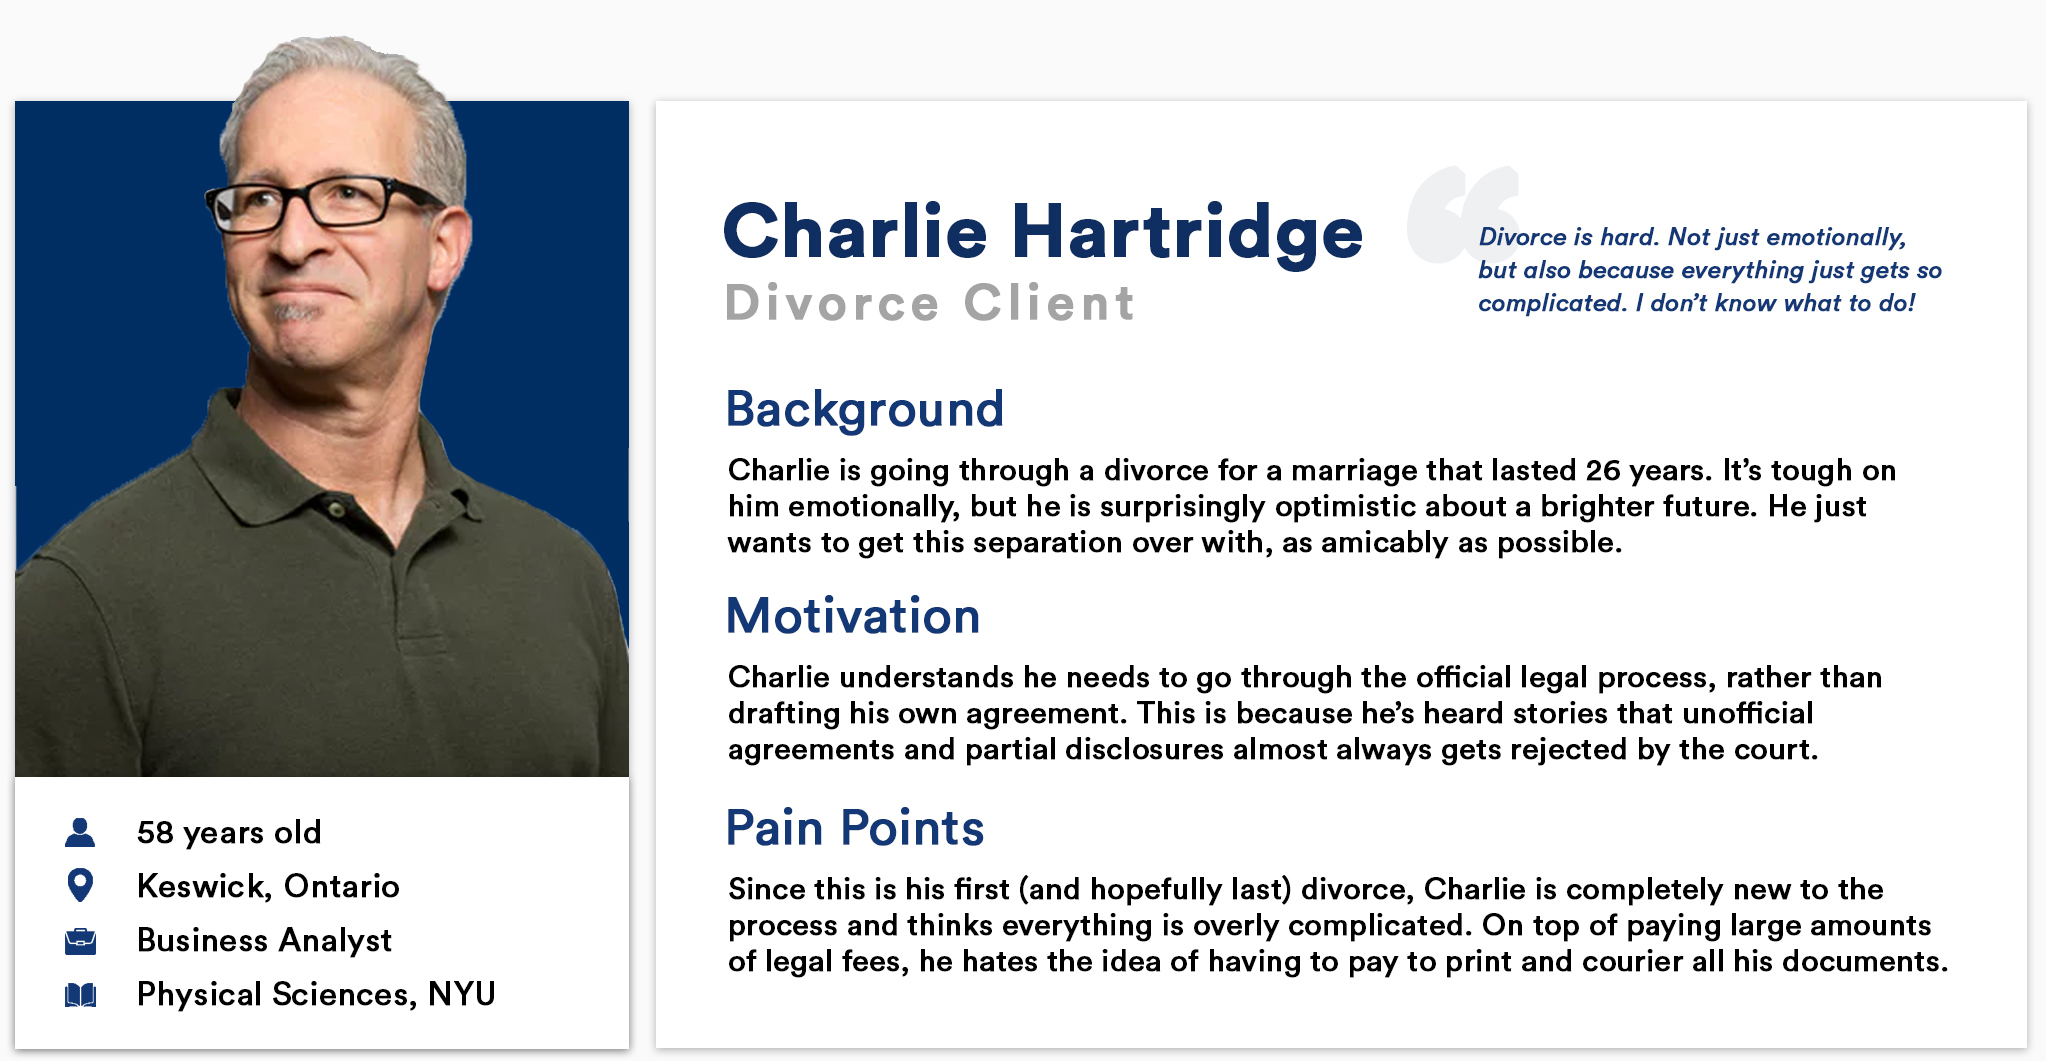 Charlie Hartridge
Divorce Client
Divorce is hard. Not just emotionally,
but also because everything just gets so
complicated. I don’t know what to do!
Background
Charlie is going through a divorce for a marriage that lasted 26 years. It’s tough on
him emotionally, but he is surprisingly optimistic about a brighter future. He just
wants to get this separation over with, as amicably as possible.
Motivation
Charlie understands he needs to go through the official legal process, rather than
drafting his own agreement. This is because he’s heard stories that unofficial
agreements and partial disclosures almost always gets rejected by the court.
Pain Points
Since this is his first (and hopefully last) divorce, Charlie is completely new to the
process and thinks everything is overly complicated. On top of paying large amounts
of legal fees, he hates the idea of having to pay to print and courier all his documents.
58 years old
Keswick, Ontario
Business Analyst
Physical Sciences, NYU